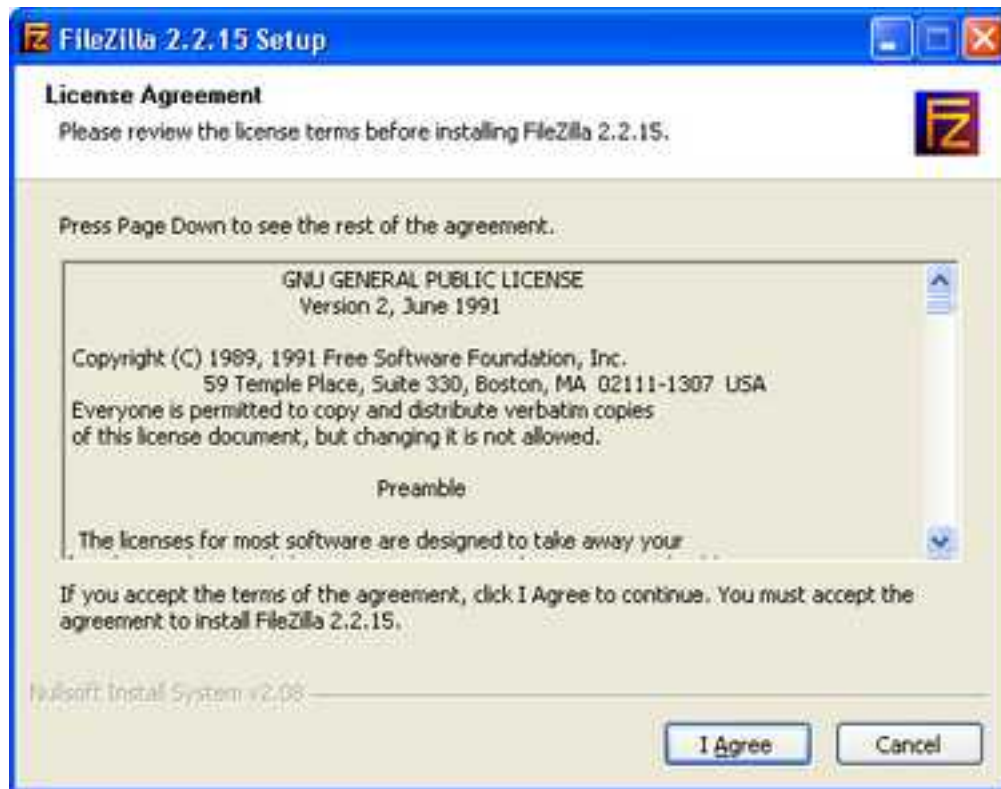 FileZilla 2.2.15 Setup
License Agreement
Please review the license terms before installing FileZilla 2.2.15.
FZ
Press Page Down to see the rest of the agreement.
GNU GENERAL PUBLIC LICENSE
Version 2, June 1991
Copyright (C) 1989, 1991 Free Software Foundation, Inc.
59 Temple Place, Suite 330, Boston, MA 02111-1307 USA
Everyone is permitted to copy and distribute verbatim copies
of this license document, but changing it is not allowed.
Preamble
The licenses for most software are designed to take away your
If you accept the terms of the agreement, click I Agree to continue. You must accept the
agreement to install FileZilla 2.2.15.
Nullsoft Install System v2.08
I Agree
Cancel